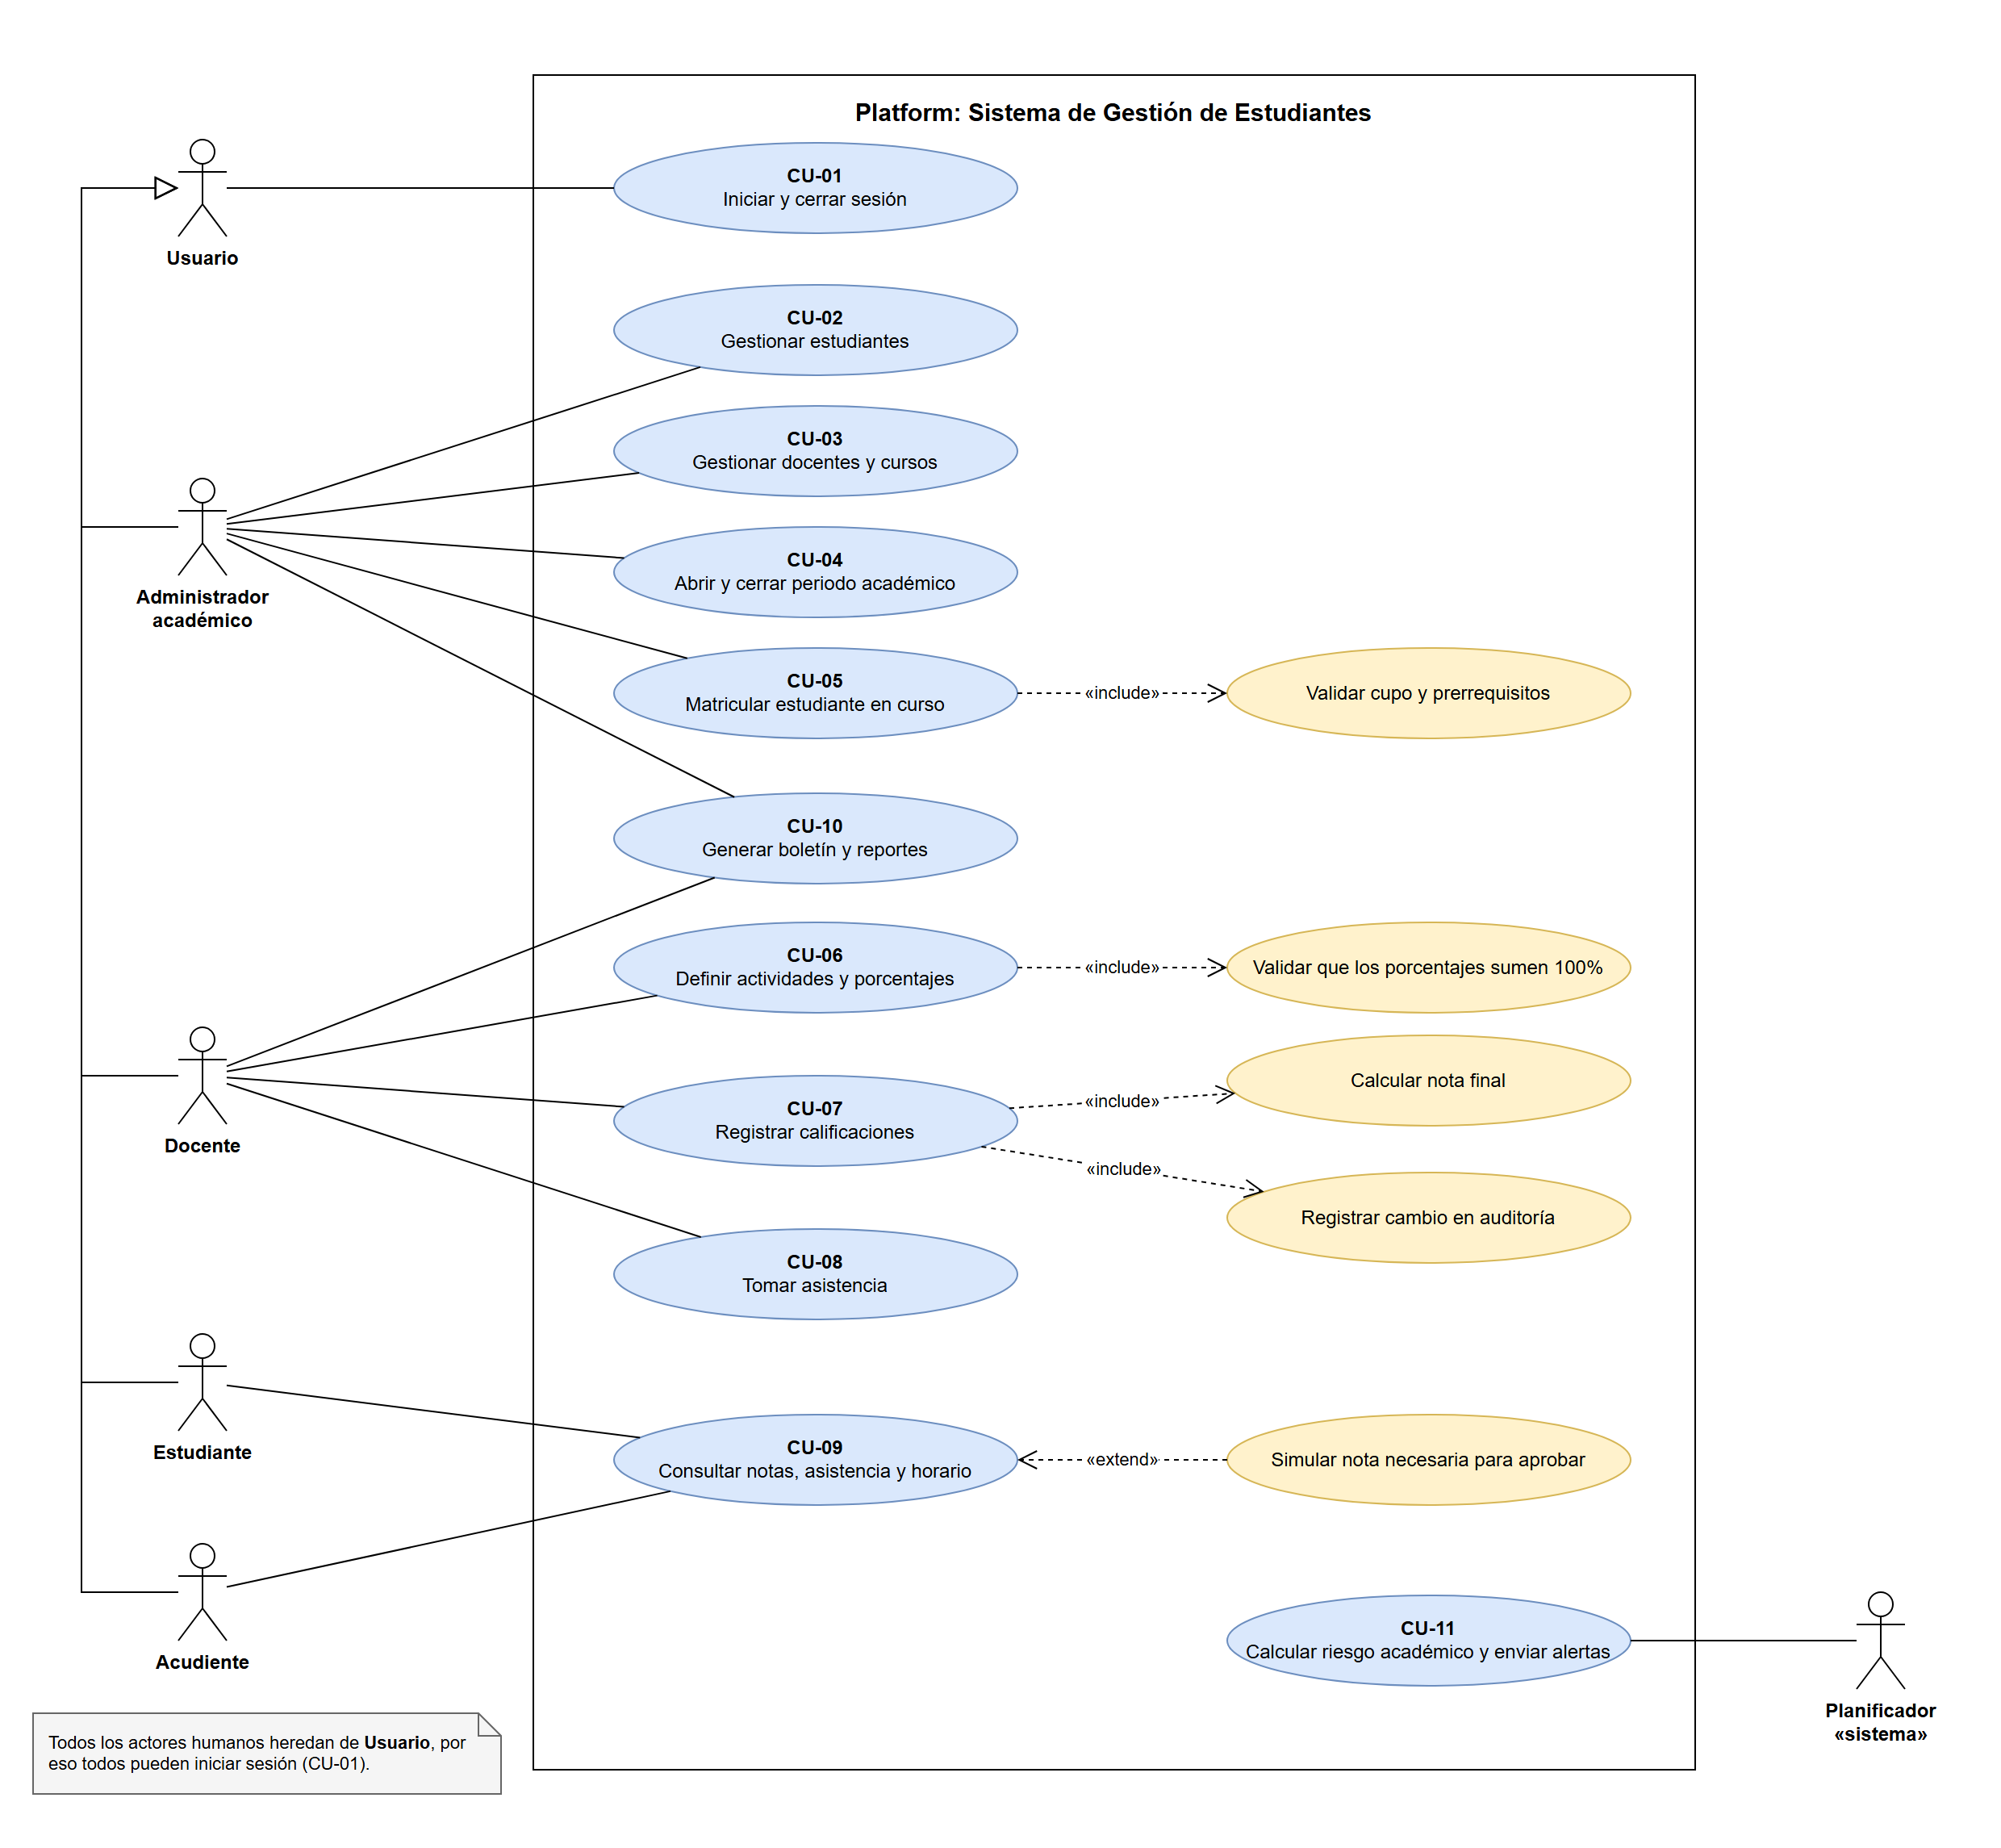 Platform: Sistema de Gestión de Estudiantes
CU-01
Iniciar y cerrar sesión
Usuario
CU-02
Gestionar estudiantes
CU-03
Gestionar docentes y cursos
CU-04
Abrir y cerrar periodo académico
Administrador
académico
CU-05
Matricular estudiante en curso
«include»
Validar cupo y prerrequisitos
CU-10
Generar boletín y reportes
CU-06
Definir actividades y porcentajes
«include»
Validar que los porcentajes sumen 100%
Calcular nota final
«include»
CU-07
Registrar calificaciones
Docente
«include»
Registrar cambio en auditoría
CU-08
Tomar asistencia
Estudiante
CU-09
Consultar notas, asistencia y horario
«extend»
Simular nota necesaria para aprobar
CU-11
Calcular riesgo académico y enviar alertas
Acudiente
Planificador
«sistema»
Todos los actores humanos heredan de Usuario, por
eso todos pueden iniciar sesión (CU-01).